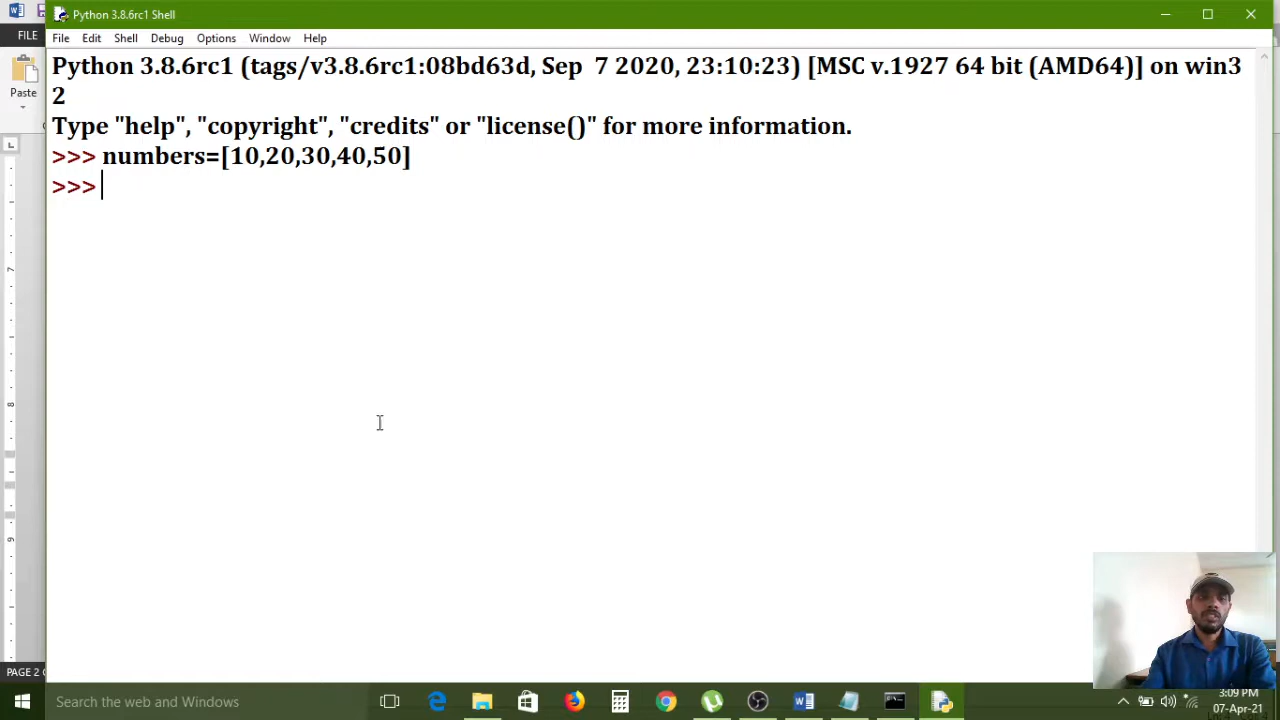 Python 3.8.6rc1 Shell
File Edit Shell Debug Options Window Help
FILE
Paste
Python 3.8.6rc1 (tags/v3.8.6rc1:08bd63d, Sep  7 2020, 23:10:23) [MSC v.1927 64 bit (AMD64)] on win3
2
Type "help", "copyright", "credits" or "license()" for more information.
>>> numbers=[10,20,30,40,50]
>>>
7
8
9
PAGE 2
Search the web and Windows
3:09 PM
07-Apr-21